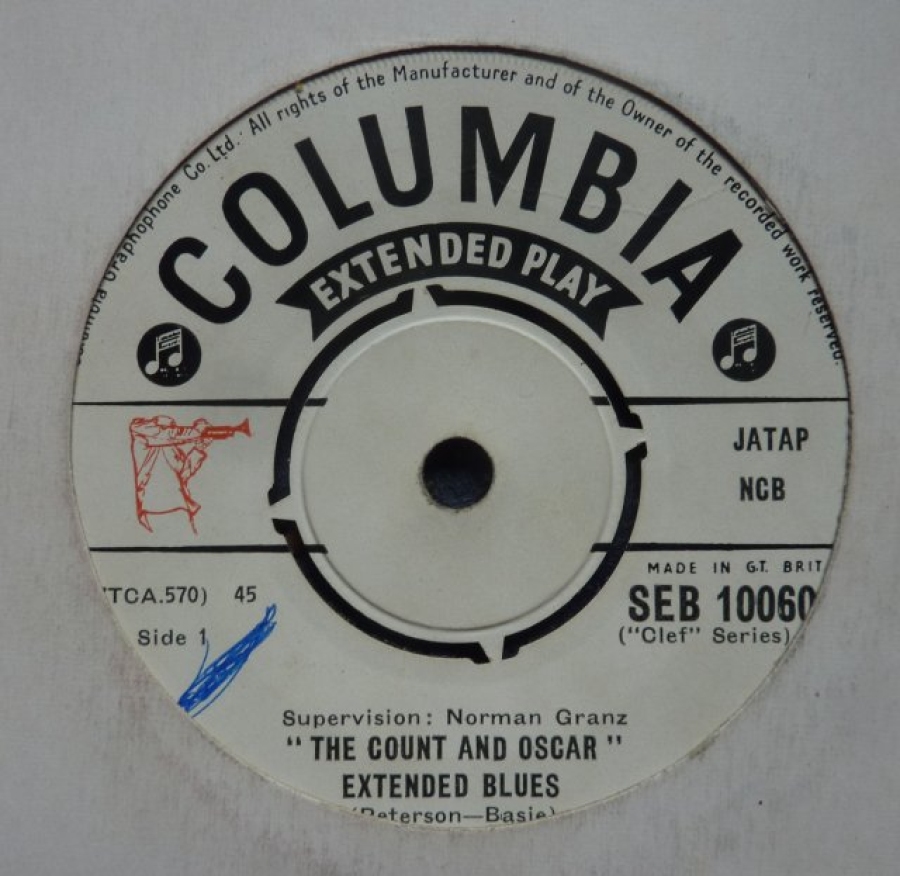 Graphophone Co. Ltd. All rights of the Manufacturer and of the Owner of the recorded work reserved.
COLUMBIA
EXTENDED PLAY
JATAP
NCB
MADE IN GT. BRIT
TCA.570) 45
SEB 10060
Side 1
("Clef" Series)
Supervision: Norman Granz
"THE COUNT AND OSCAR"
EXTENDED BLUES
(Peterson—Basie)